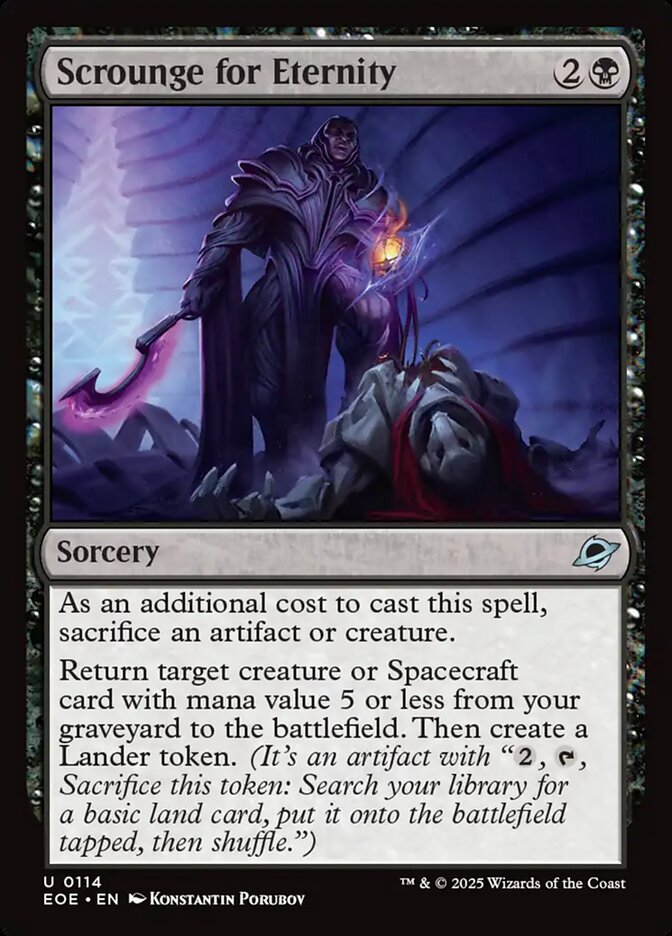 Scrounge for Eternity 2
Sorcery
As an additional cost to cast this spell,
sacrifice an artifact or creature.
Return target creature or Spacecraft
card with mana value 5 or less from your
graveyard to the battlefield. Then create a
Lander token. (It's an artifact with “2, ,
Sacrifice this token: Search your library for
a basic land card, put it onto the battlefield
tapped, then shuffle.”)
U 0114
EOE • EN Konstantin Porubov
™ & © 2025 Wizards of the Coast